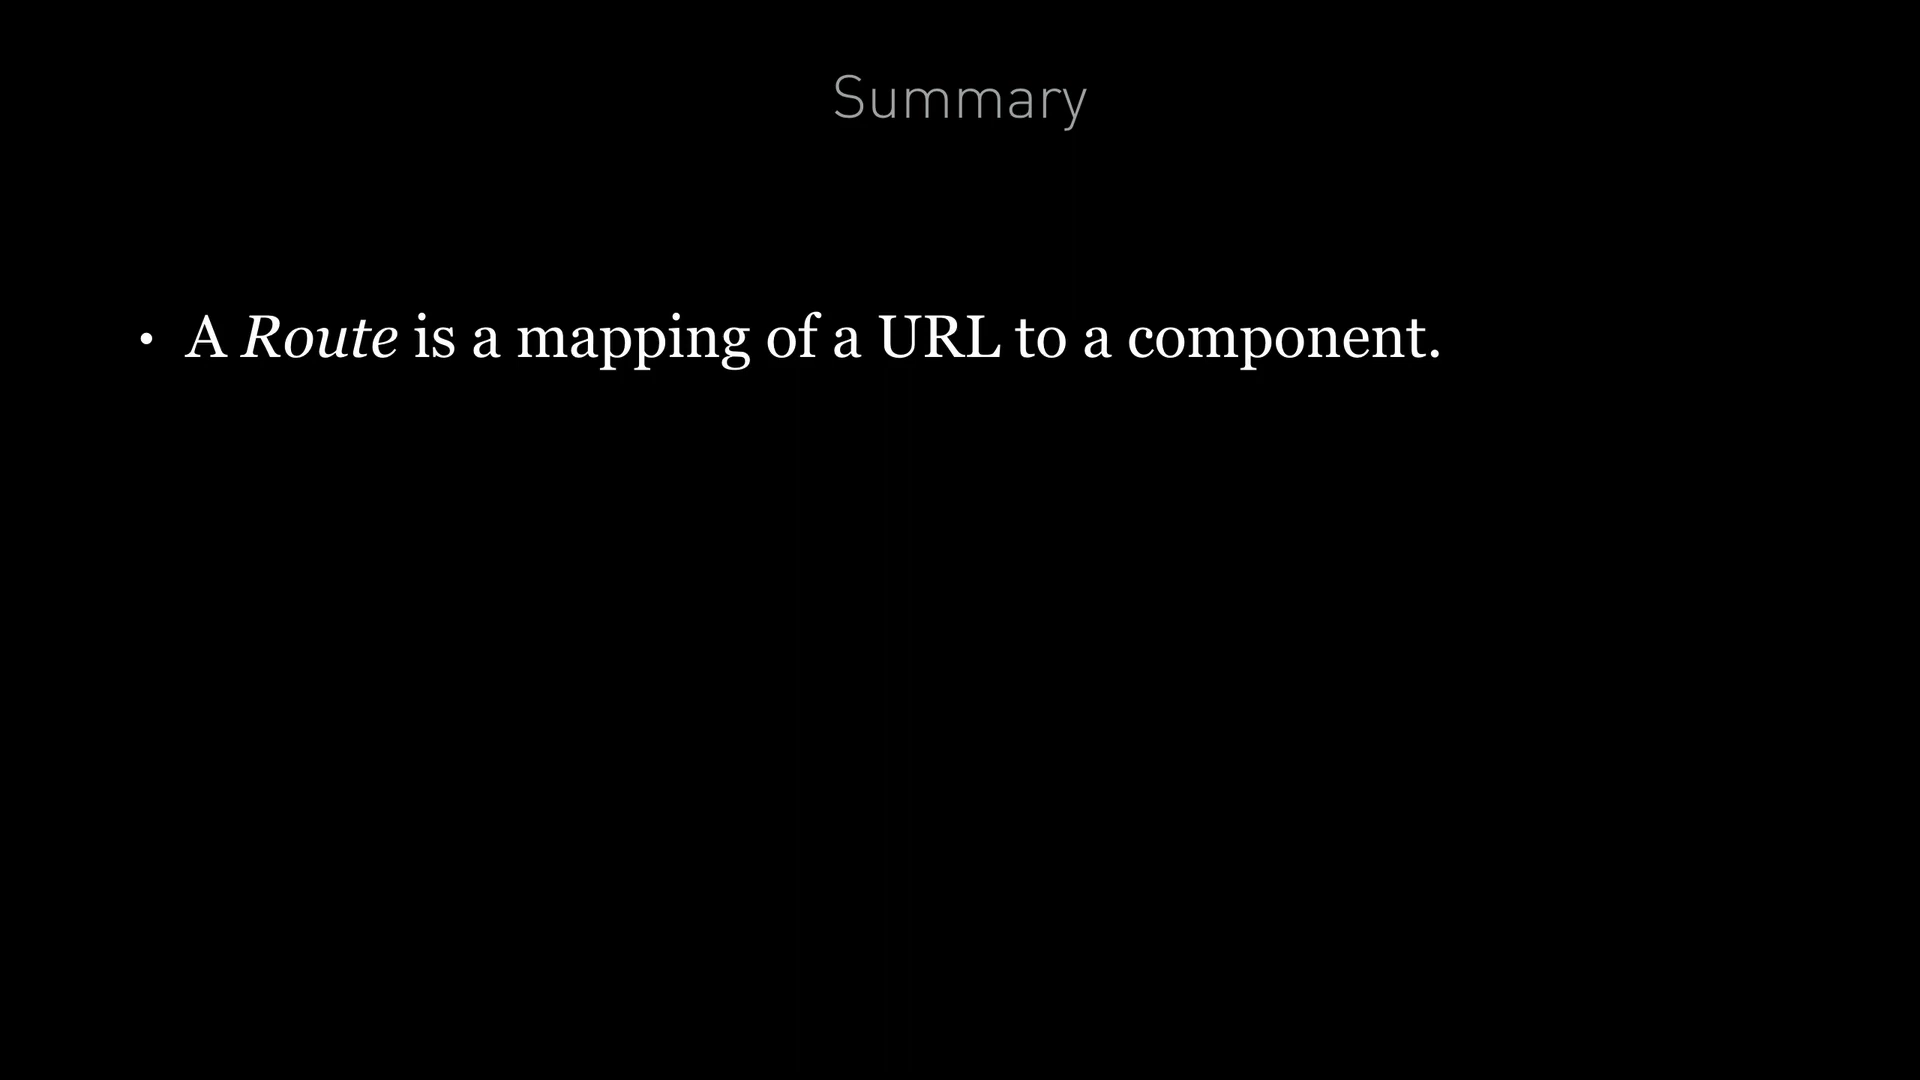 Summary
• A Route is a mapping of a URL to a component.